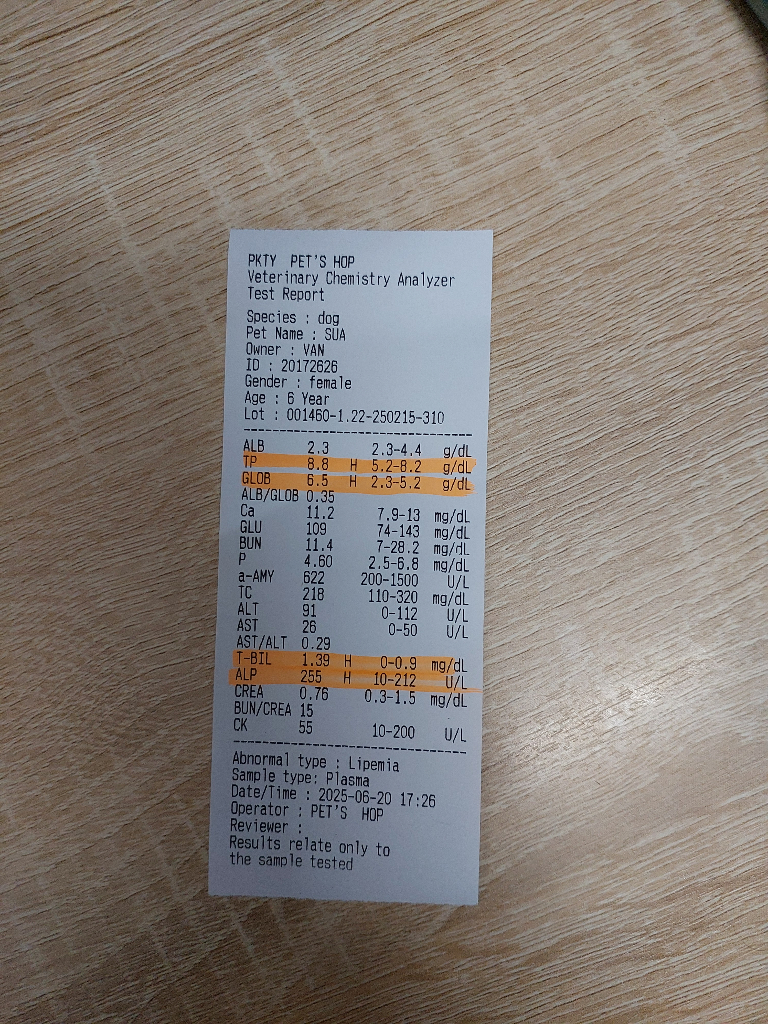 PKTY PET'S HOP
Veterinary Chemistry Analyzer
Test Report
Species : dog
Pet Name : SUA
Owner : VAN
ID : 20172626
Gender : female
Age : 6 Year
Lot : 001460-1.22-250215-310
ALB 2.3 2.3-4.4 g/dL
TP 8.8 H 5.2-8.2 g/dL
GLOB 6.5 H 2.3-5.2 g/dL
ALB/GLOB 0.35
Ca 11.2 7.9-13 mg/dL
GLU 109 74-143 mg/dL
BUN 11.4 7-28.2 mg/dL
P 4.60 2.5-6.8 mg/dL
a-AMY 622 200-1500 U/L
TC 218 110-320 mg/dL
ALT 91 0-112 U/L
AST 26 0-50 U/L
AST/ALT 0.29
T-BIL 1.39 H 0-0.9 mg/dL
ALP 255 H 10-212 U/L
CREA 0.76 0.3-1.5 mg/dL
BUN/CREA 15
CK 55 10-200 U/L
Abnormal type : Lipemia
Sample type: Plasma
Date/Time : 2025-06-20 17:26
Operator : PET'S HOP
Reviewer :
Results relate only to
the sample tested